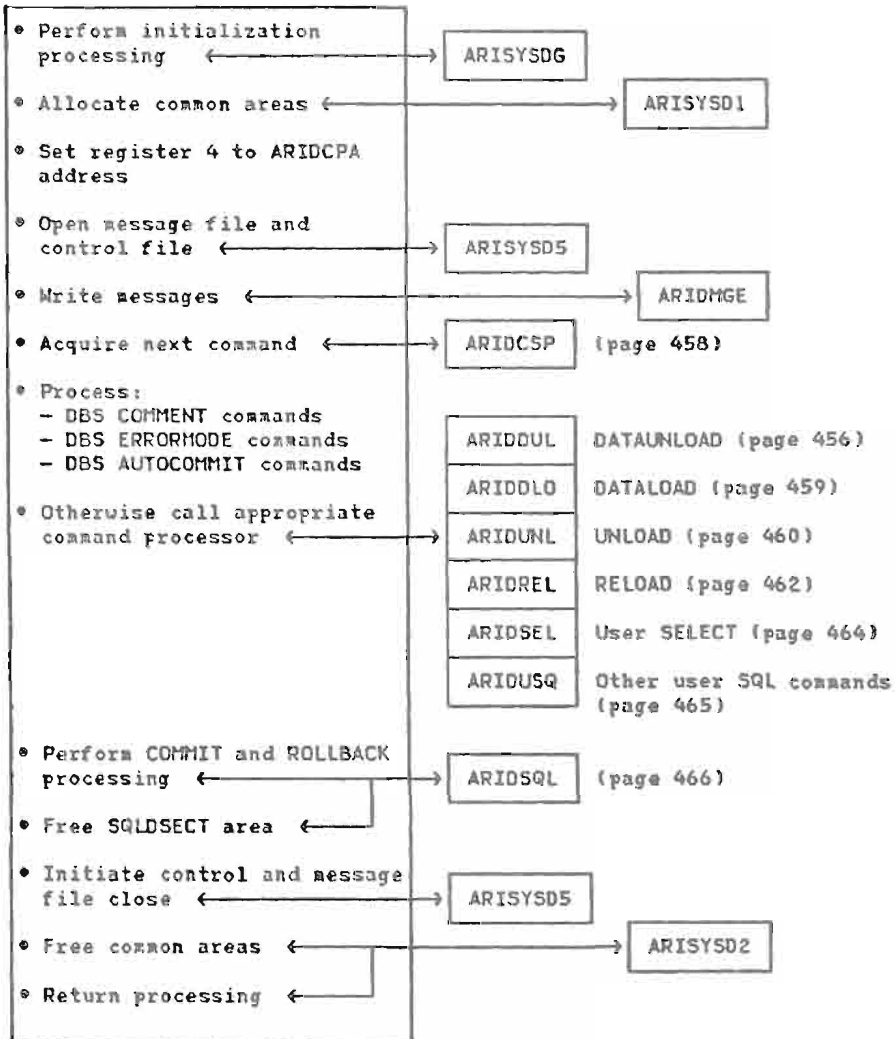 • Perform initialization
processing ARISYSDG
• Allocate common areas ARISYSD1
• Set register 4 to ARIDCPA
address
• Open message file and
control file ARISYSD5
• Write messages ARIDMGE
• Acquire next command ARIDCSP (page 458)
• Process:
– DBS COMMENT commands
– DBS ERRORMODE commands
– DBS AUTOCOMMIT commands
ARIDDUL DATAUNLOAD (page 456)
ARIDDLO DATALOAD (page 459)
• Otherwise call appropriate
command processor ARIDUNL UNLOAD (page 460)
ARIDREL RELOAD (page 462)
ARIDSEL User SELECT (page 464)
ARIDUSQ Other user SQL commands
(page 465)
• Perform COMMIT and ROLLBACK
processing ARIDSQL (page 466)
• Free SQLDSECT area
• Initiate control and message
file close ARISYSD5
• Free common areas ARISYSD2
• Return processing